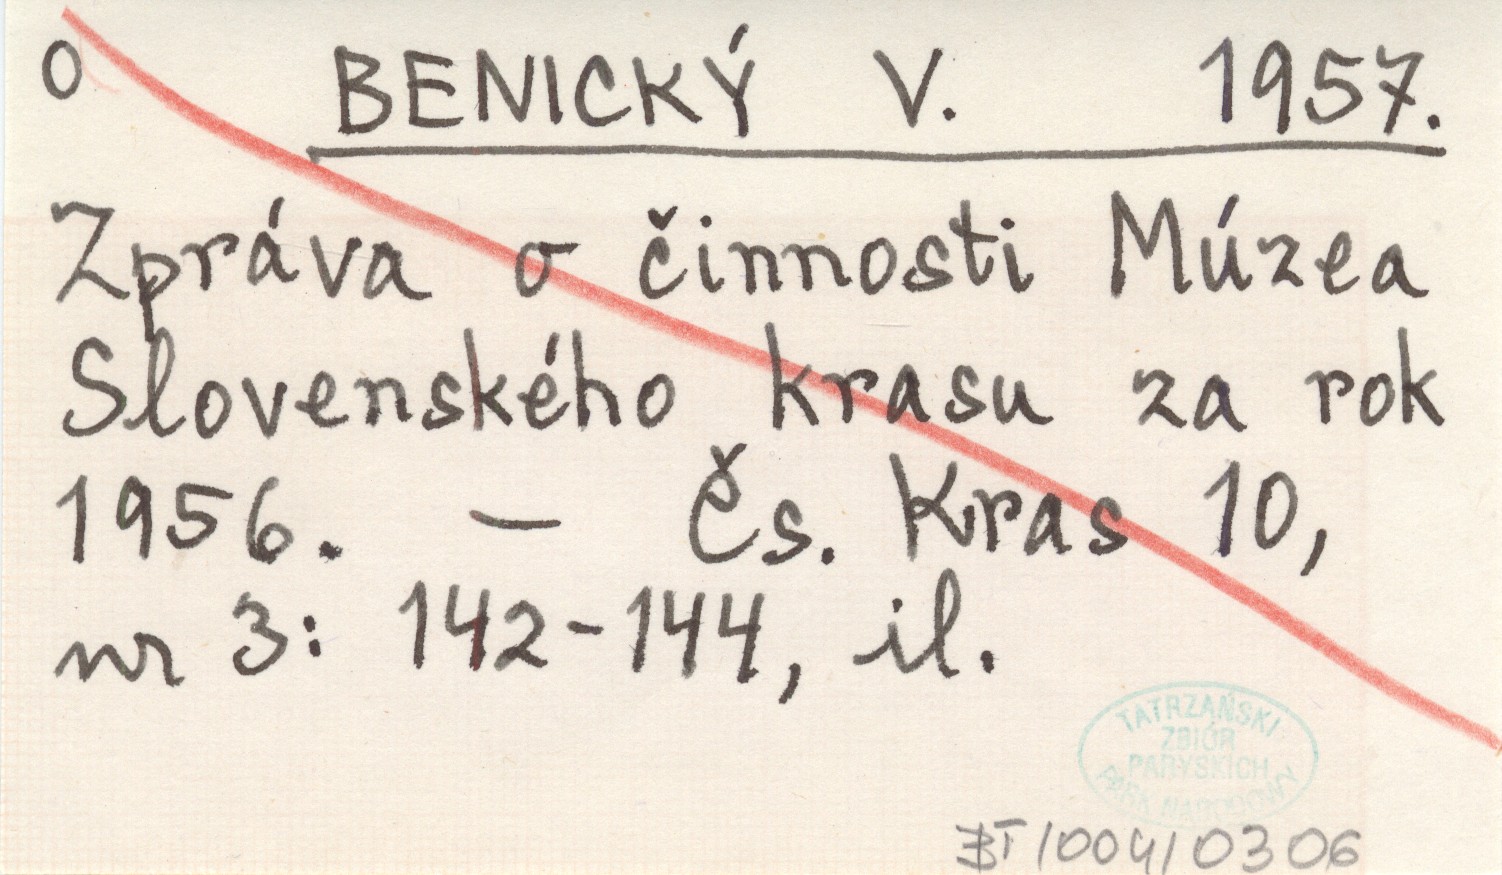 o BENICKÝ V. 1957.
Zpráva o činnosti Múzea
Slovenského krasu za rok
1956. — Čs. Kras 10,
nr 3: 142-144, il.
TATRZAŃSKI
ZBIÓR
PARYSKICH
PARK NARODOWY
BT/004/0306